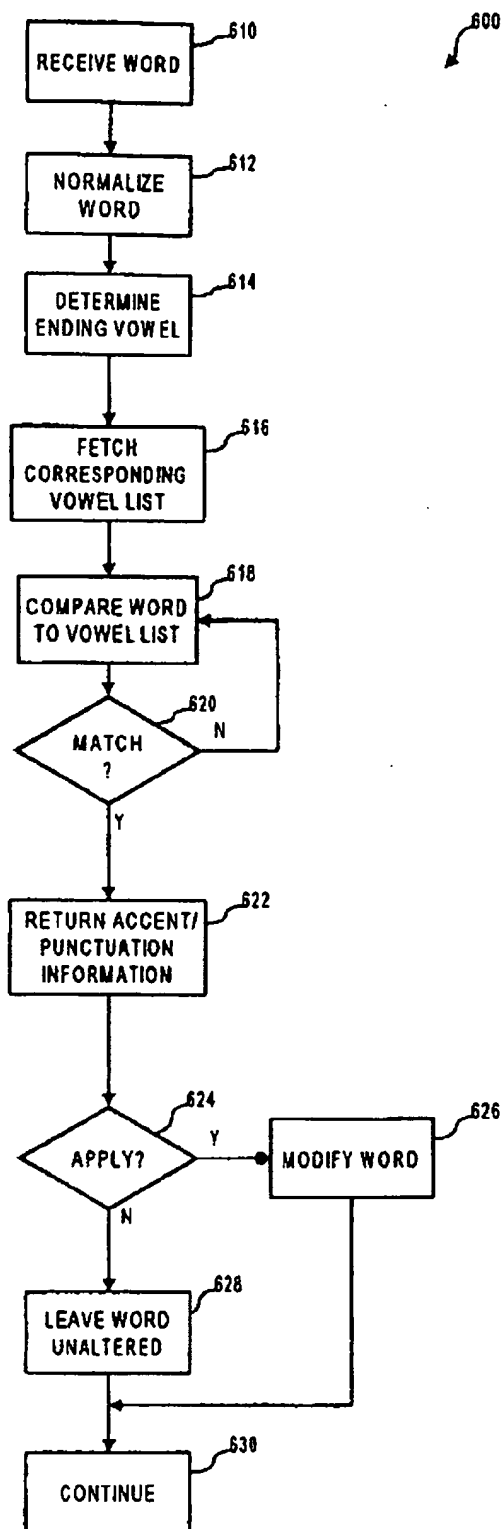 600
610
RECEIVE WORD
612
NORMALIZE
WORD
614
DETERMINE
ENDING VOWEL
616
FETCH
CORRESPONDING
VOWEL LIST
618
COMPARE WORD
TO VOWEL LIST
620
MATCH
?
N
Y
622
RETURN ACCENT/
PUNCTUATION
INFORMATION
624
APPLY?
Y
626
MODIFY WORD
N
628
LEAVE WORD
UNALTERED
630
CONTINUE